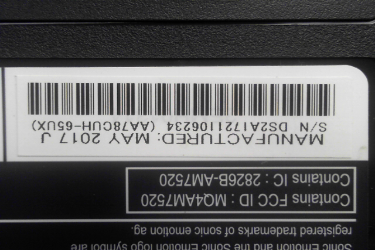 Sonic Emotion and the Sonic Emotion logo symbol are
registered trademarks of sonic emotion ag.
Contains FCC ID : MQ4AM7520
Contains IC : 2826B-AM7520
MANUFACTURED: MAY 2017 J
S/N DS2A1721106234 (AA78CUH-65UX)